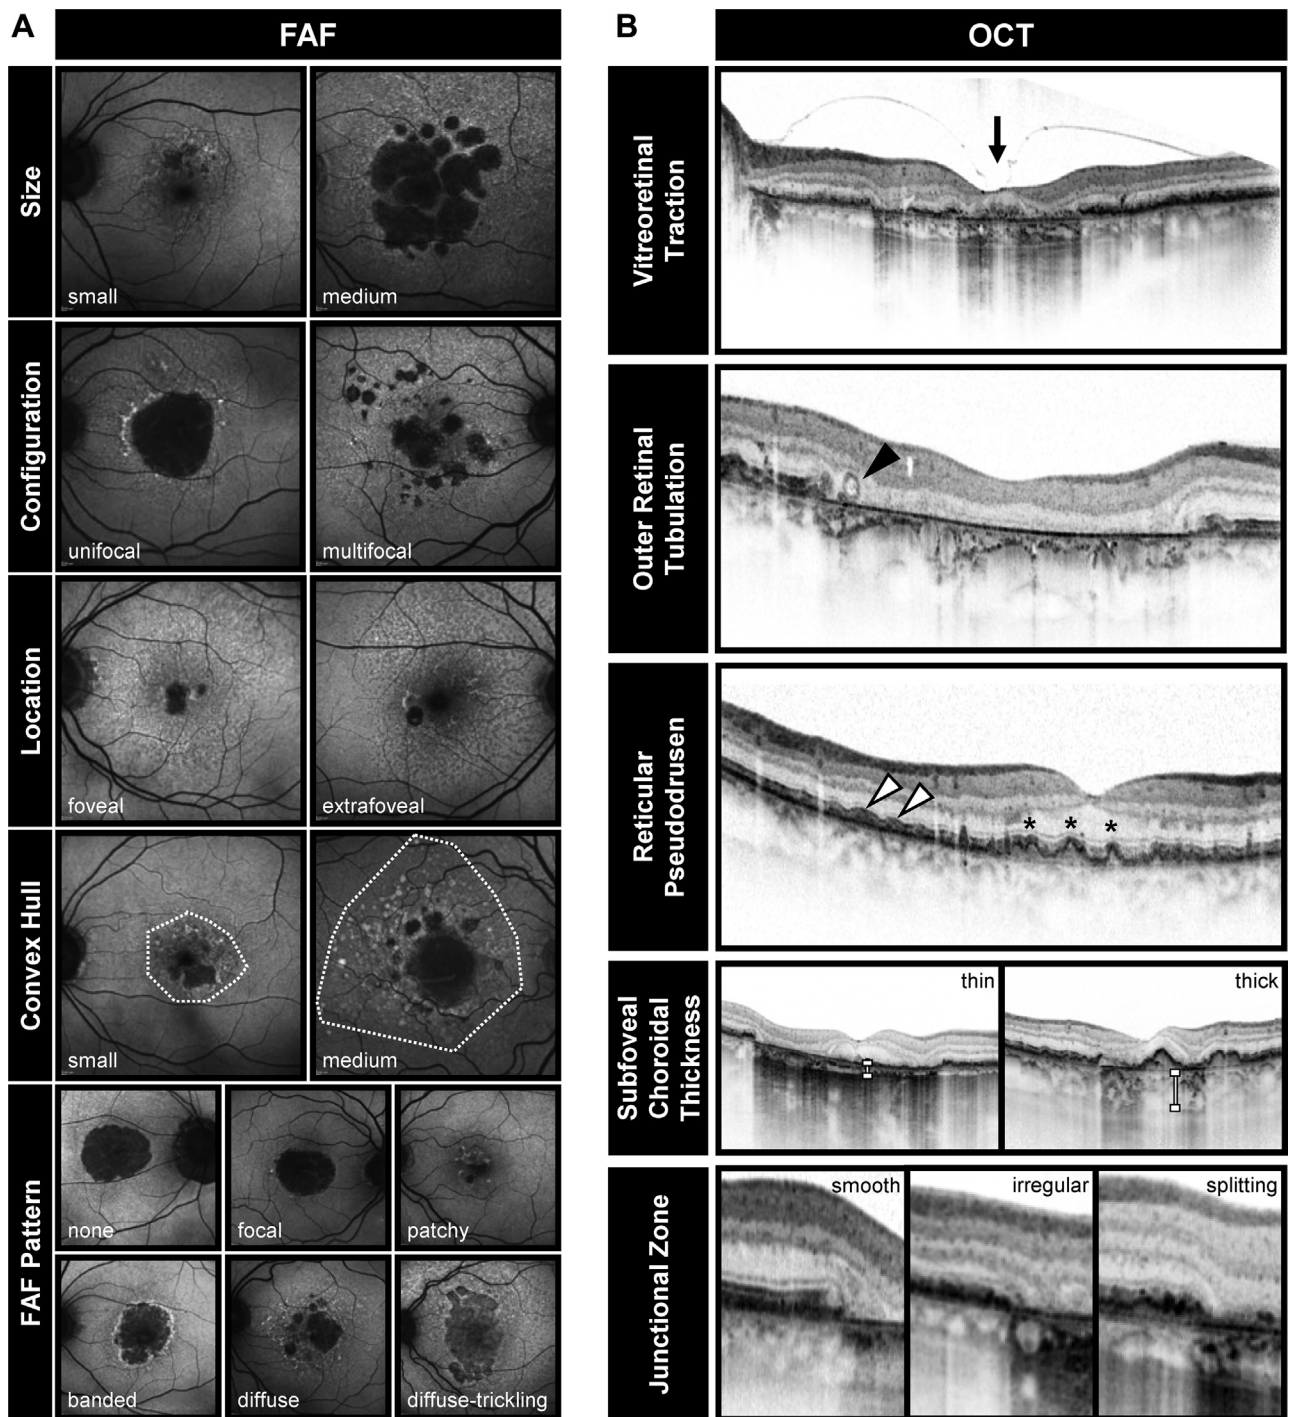 A
FAF
Size
small
medium
Configuration
unifocal
multifocal
Location
foveal
extrafoveal
Convex Hull
small
medium
FAF Pattern
none
focal
patchy
banded
diffuse
diffuse-trickling
B
OCT
Vitreoretinal
Traction
Outer Retinal
Tubulation
Reticular
Pseudodrusen
* * *
Subfoveal
Choroidal
Thickness
thin
thick
Junctional Zone
smooth
irregular
splitting